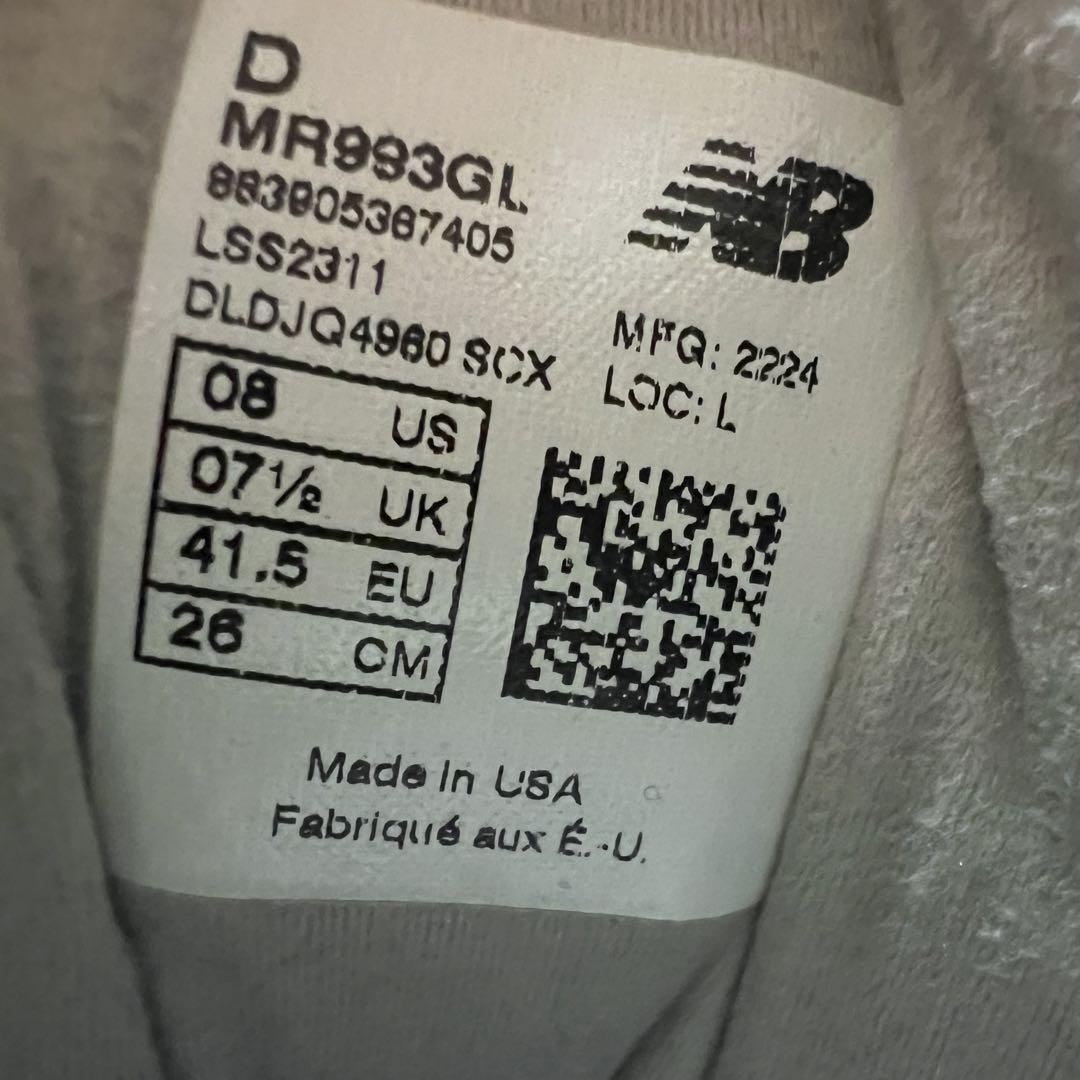 D
MR993GL
883905367405
LSS2311
DLDJQ4960 SCX
NB
MFG: 2224
LOC: L
08 US
07½ UK
41.5 EU
26 CM
Made in USA
Fabriqué aux É.-U.